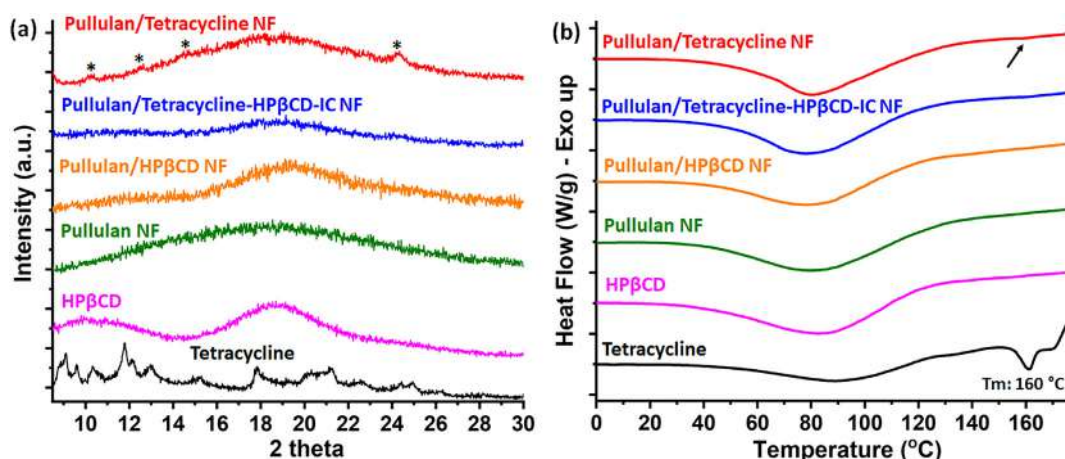 (a)
Pullulan/Tetracycline NF
* * * *
Pullulan/Tetracycline-HPβCD-IC NF
Pullulan/HPβCD NF
Pullulan NF
HPβCD
Tetracycline
Intensity (a.u.)
10 12 14 16 18 20 22 24 26 28 30
2 theta
(b)
Pullulan/Tetracycline NF
Pullulan/Tetracycline-HPβCD-IC NF
Pullulan/HPβCD NF
Pullulan NF
HPβCD
Tetracycline
Tm: 160 °C
Heat Flow (W/g) - Exo up
0 20 40 60 80 100 120 140 160
Temperature (°C)